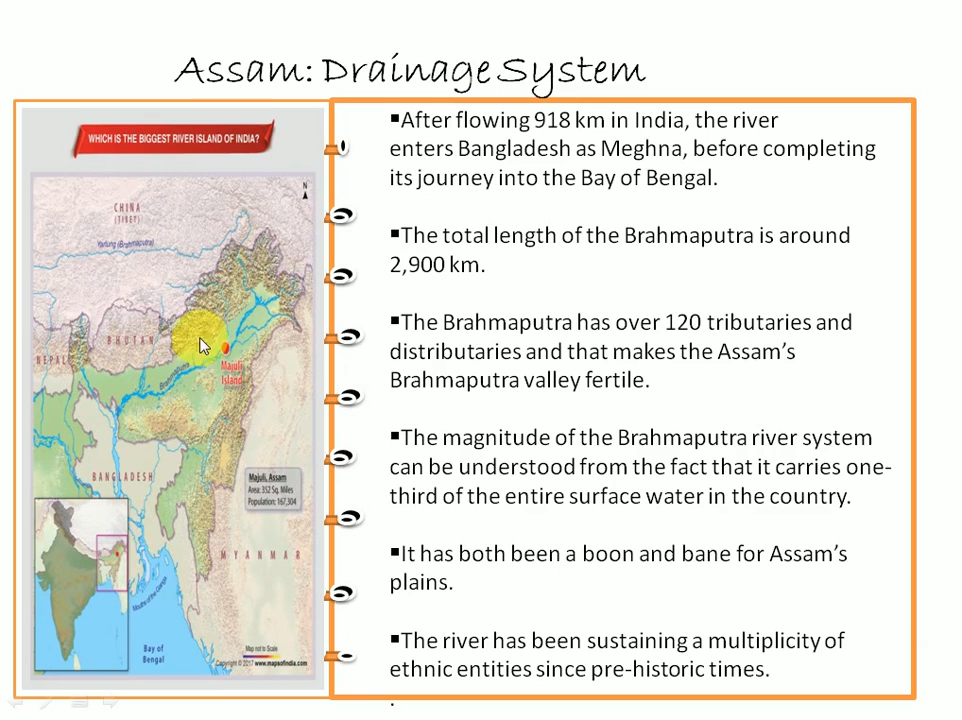 Assam: Drainage System
WHICH IS THE BIGGEST RIVER ISLAND OF INDIA?
N
CHINA
(TIBET)
Yarlung (Brahmaputra)
BHUTAN
NEPAL
Majuli
Island
Brahmaputra
BANGLADESH
Majuli, Assam
Area: 352 Sq. Miles
Population: 167,304
MYANMAR
Mouths of the Ganga
Bay of
Bengal
Map not to Scale
Copyright © 2017 www.mapsofindia.com
▪After flowing 918 km in India, the river
enters Bangladesh as Meghna, before completing
its journey into the Bay of Bengal.
▪The total length of the Brahmaputra is around
2,900 km.
▪The Brahmaputra has over 120 tributaries and
distributaries and that makes the Assam’s
Brahmaputra valley fertile.
▪The magnitude of the Brahmaputra river system
can be understood from the fact that it carries one-
third of the entire surface water in the country.
▪It has both been a boon and bane for Assam’s
plains.
▪The river has been sustaining a multiplicity of
ethnic entities since pre-historic times.
.